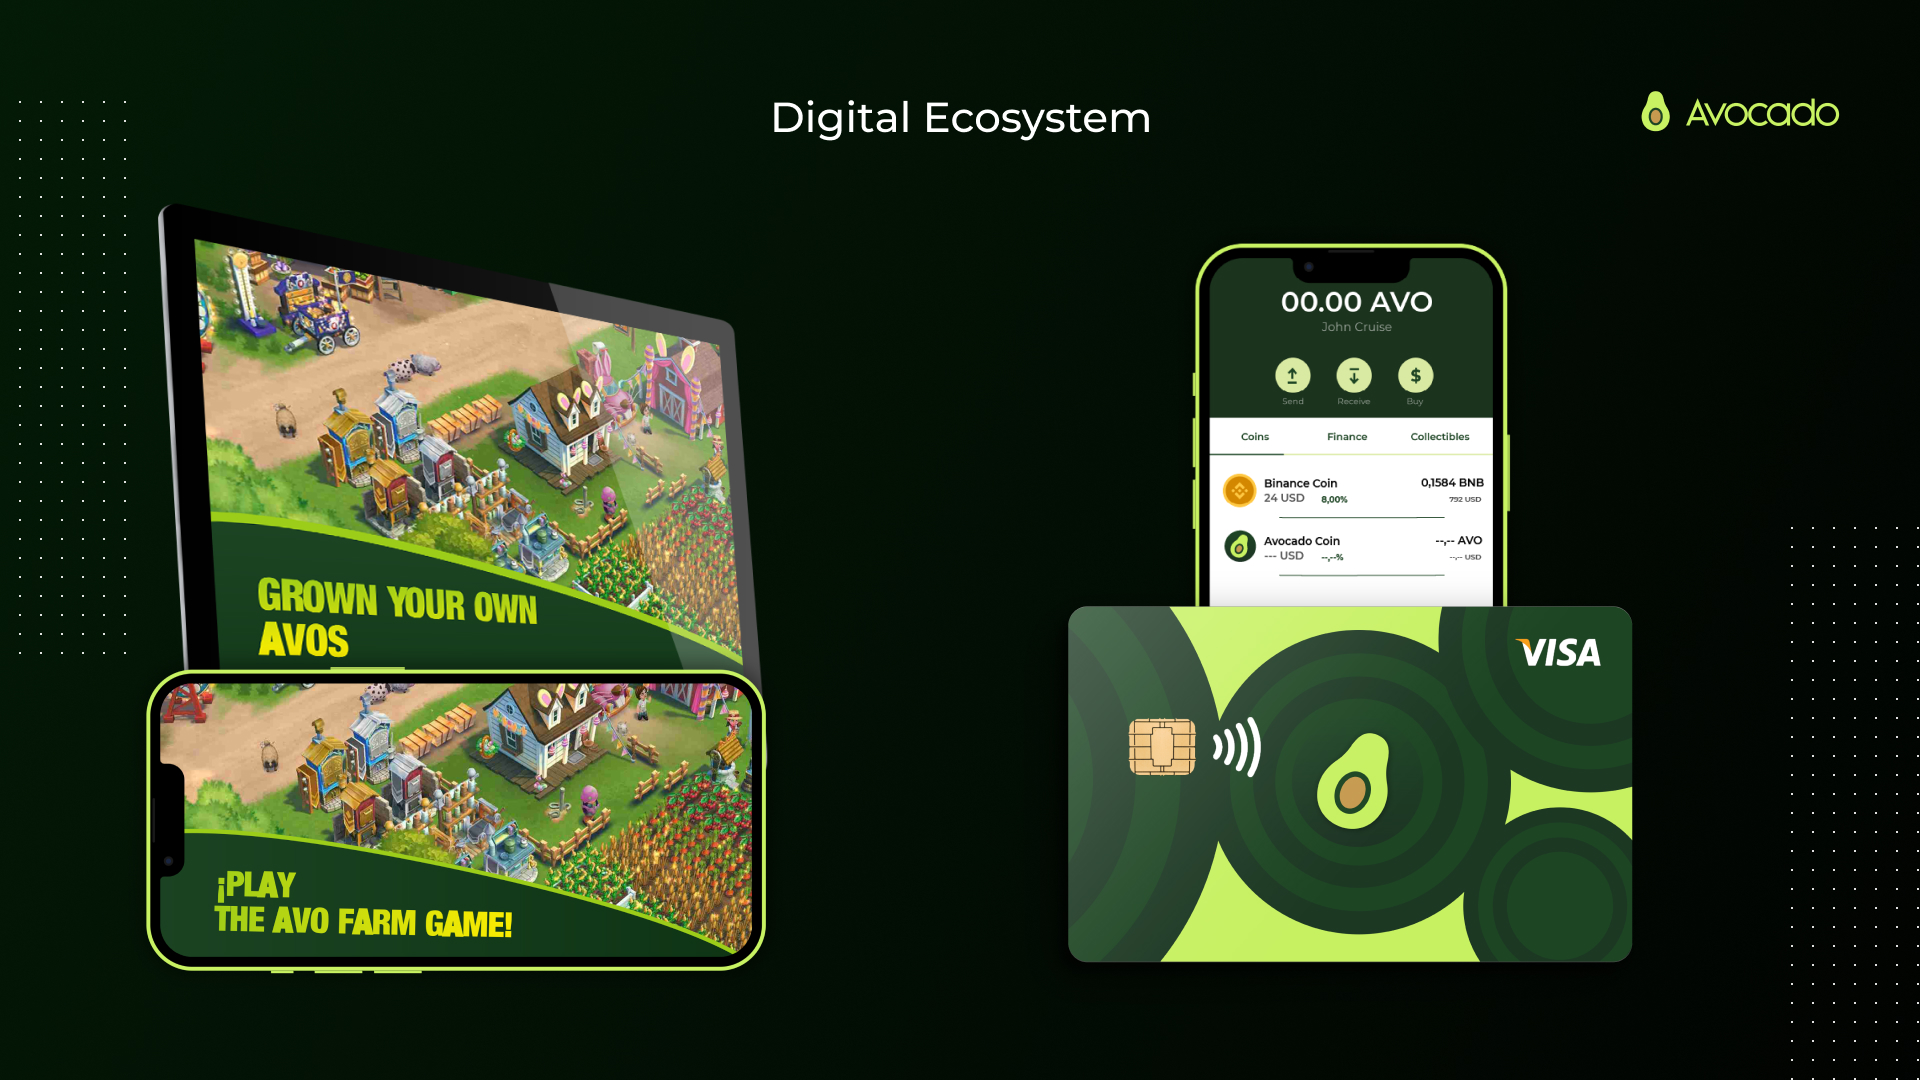 Digital Ecosystem
Avocado
GROWN YOUR OWN
AVOS
¡PLAY
THE AVO FARM GAME!
00.00 AVO
John Cruise
Send Receive Buy
Coins Finance Collectibles
Binance Coin 0,1584 BNB
24 USD 8,00% 792 USD
Avocado Coin --,-- AVO
--- USD --,--% --,-- USD
VISA